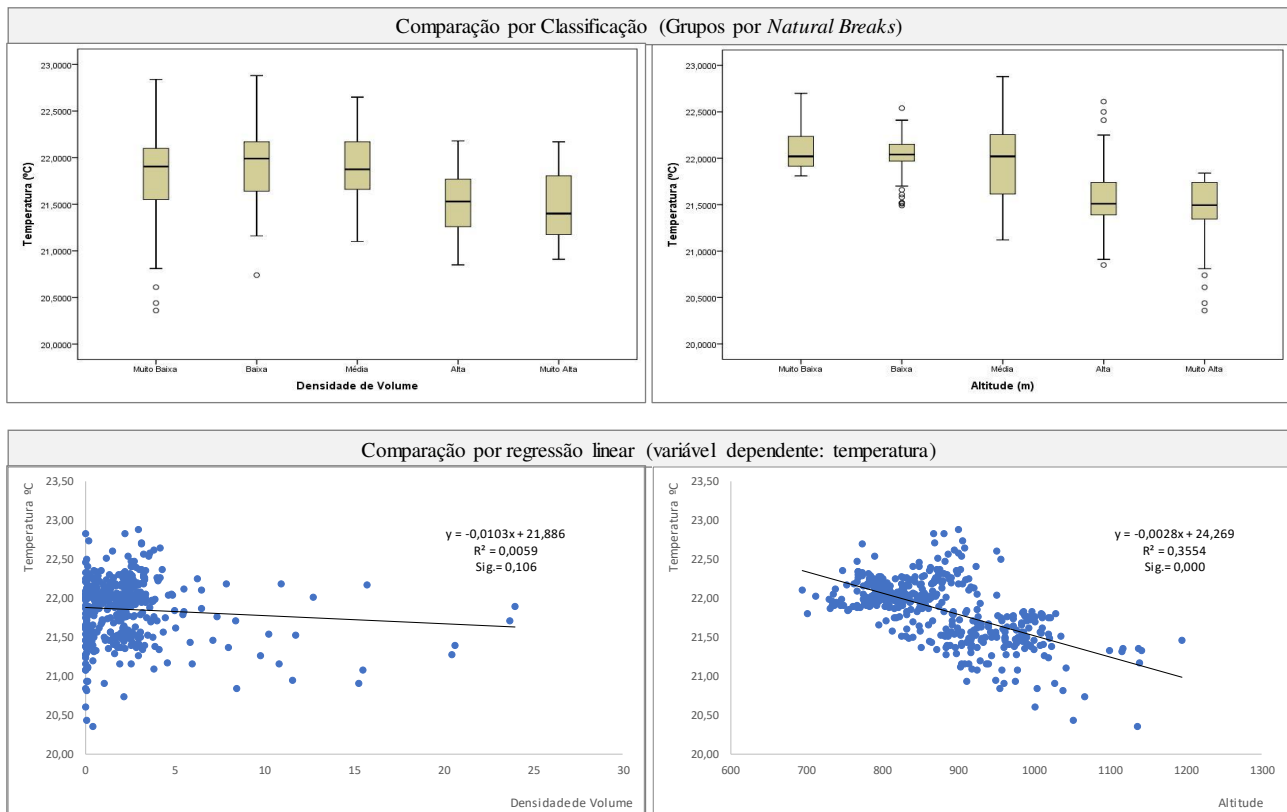 Comparação por Classificação (Grupos por Natural Breaks)
23,0000
22,5000
22,0000
21,5000
21,0000
20,5000
20,0000
Temperatura (ºC)
Muito Baixa
Baixa
Média
Alta
Muito Alta
Densidade de Volume
23,0000
22,5000
22,0000
21,5000
21,0000
20,5000
20,0000
Temperatura (ºC)
Muito Baixa
Baixa
Média
Alta
Muito Alta
Altitude (m)
Comparação por regressão linear (variável dependente: temperatura)
23,50
23,00
22,50
22,00
21,50
21,00
20,50
20,00
Temperatura ºC
y = -0,0103x + 21,886
R² = 0,0059
Sig.= 0,106
0
5
10
15
20
25
30
Densidade de Volume
23,50
23,00
22,50
22,00
21,50
21,00
20,50
20,00
Temperatura ºC
y = -0,0028x + 24,269
R² = 0,3554
Sig.= 0,000
600
700
800
900
1000
1100
1200
1300
Altitude